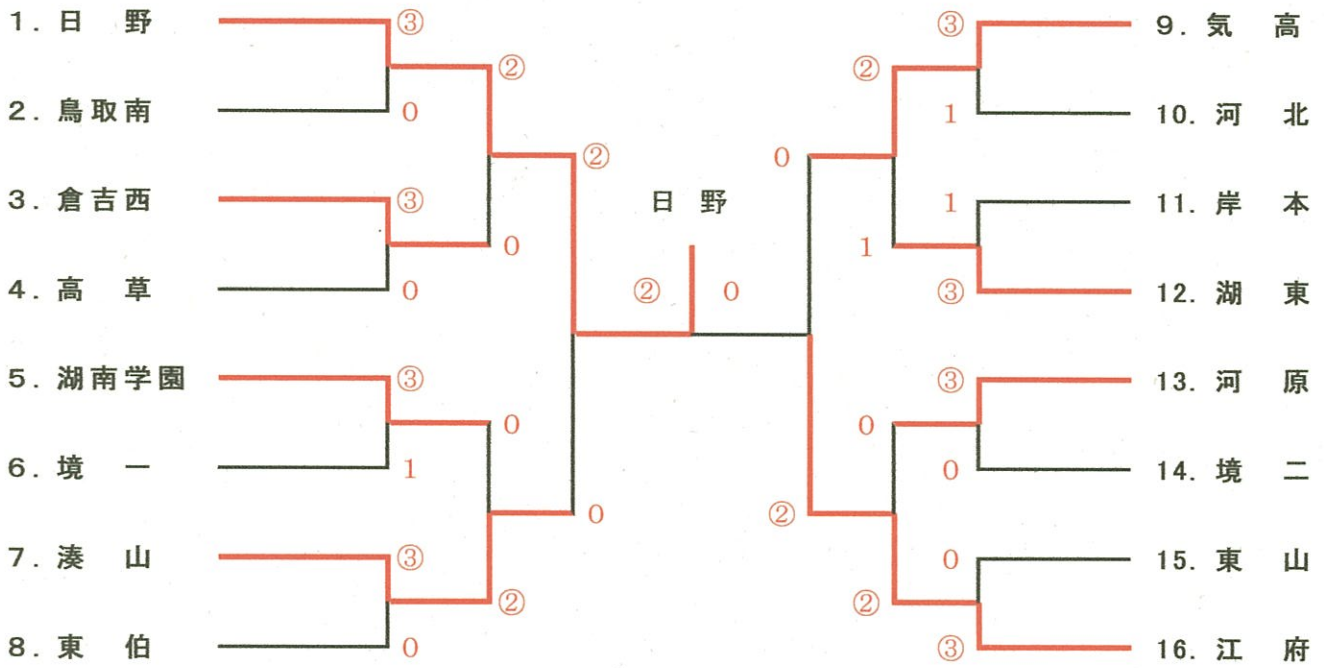 1. 日 野 ③ ③ 9. 気 高
② ②
2. 鳥取南 0 1 10. 河 北
② 0
3. 倉吉西 ③ 日 野 1 11. 岸 本
0 1
4. 高 草 0 ② 0 ③ 12. 湖 東
5. 湖南学園 ③ ③ 13. 河 原
0 0
6. 境 一 1 0 14. 境 二
0 ②
7. 湊 山 ③ 0 15. 東 山
② ②
8. 東 伯 0 ③ 16. 江 府